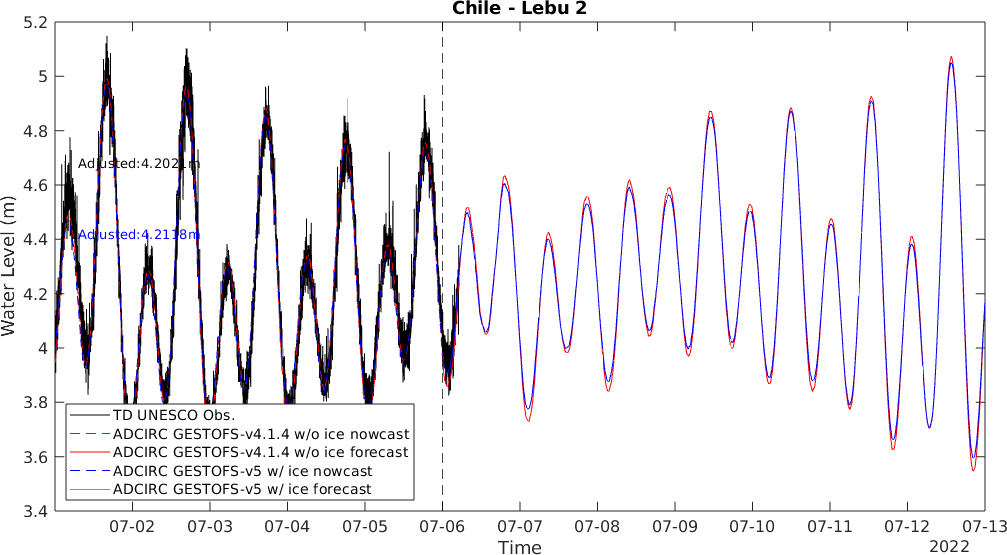 Chile - Lebu 2
5.2
5
4.8
4.6
4.4
4.2
4
3.8
3.6
3.4
Water Level (m)
Adjusted:4.2021m
Adjusted:4.2118m
TD UNESCO Obs.
ADCIRC GESTOFS-v4.1.4 w/o ice nowcast
ADCIRC GESTOFS-v4.1.4 w/o ice forecast
ADCIRC GESTOFS-v5 w/ ice nowcast
ADCIRC GESTOFS-v5 w/ ice forecast
07-02 07-03 07-04 07-05 07-06 07-07 07-08 07-09 07-10 07-11 07-12 07-13
Time
2022